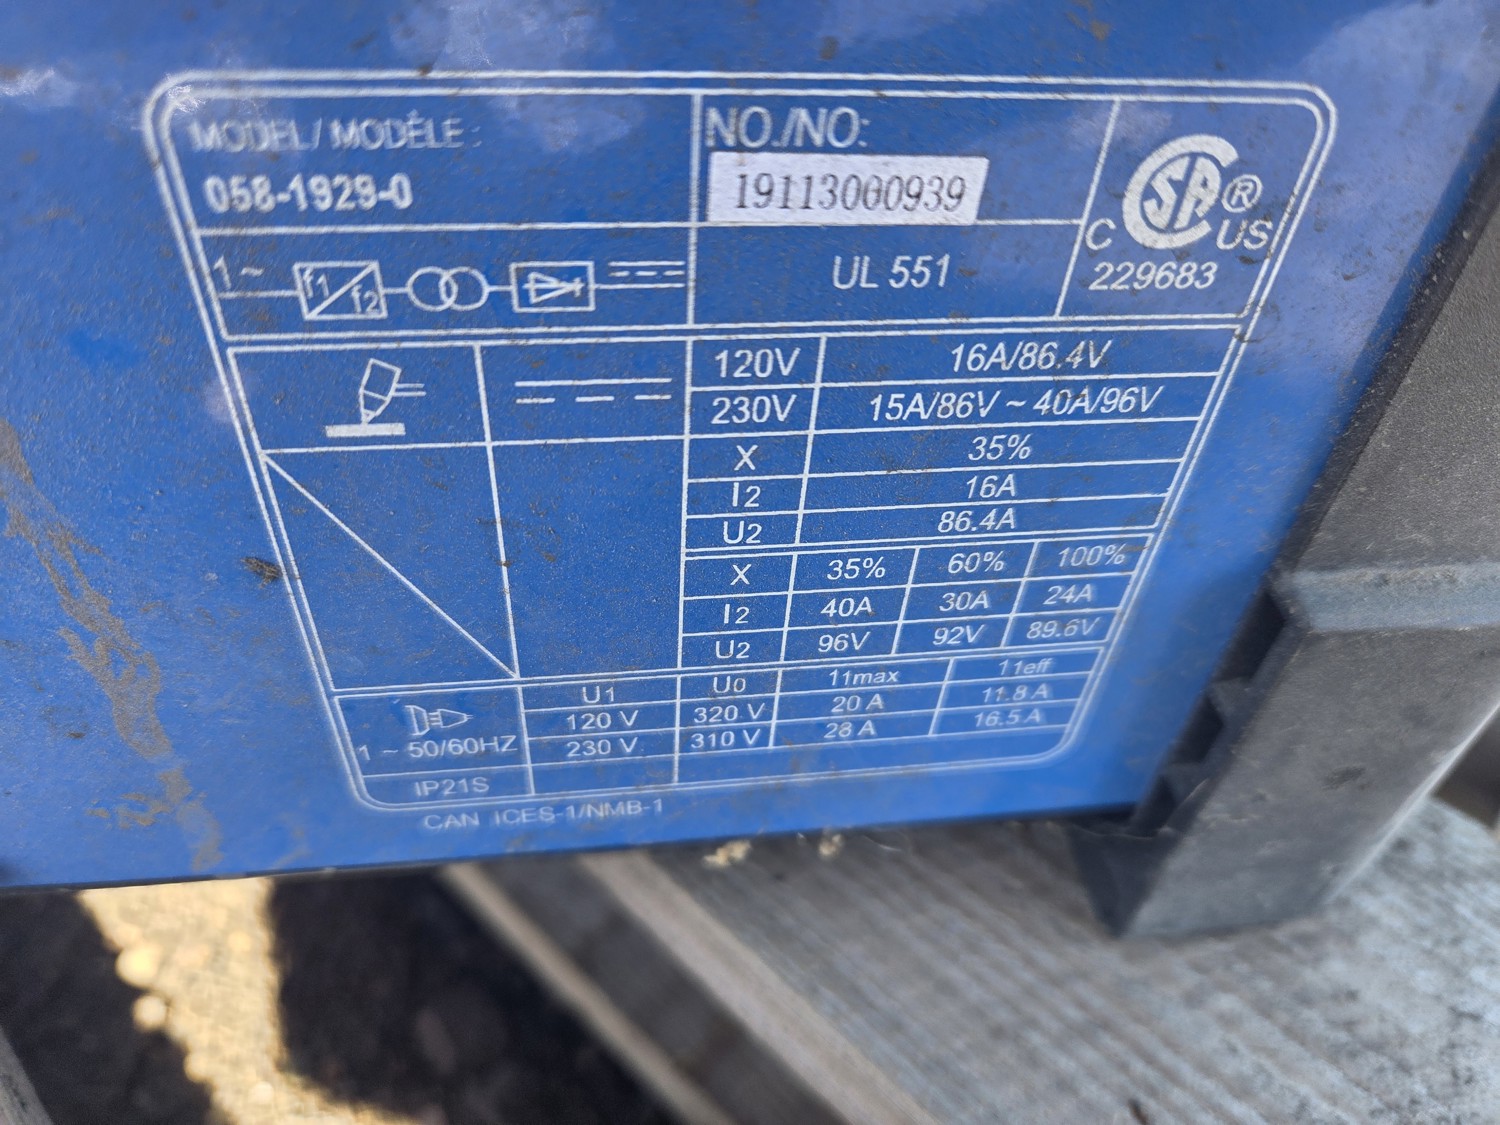 MODEL/ MODÈLE :
058-1929-0
NO./NO:
19113000939
CSA®
C US
229683
1~ f1 f2
UL 551
120V 16A/86.4V
230V 15A/86V ~ 40A/96V
X 35%
I2 16A
U2 86.4A
X 35% 60% 100%
I2 40A 30A 24A
U2 96V 92V 89.6V
U1 U0 11max 11eff
120 V 320 V 20 A 11.8 A
1 ~ 50/60HZ 230 V 310 V 28 A 16.5 A
IP21S
CAN ICES-1/NMB-1